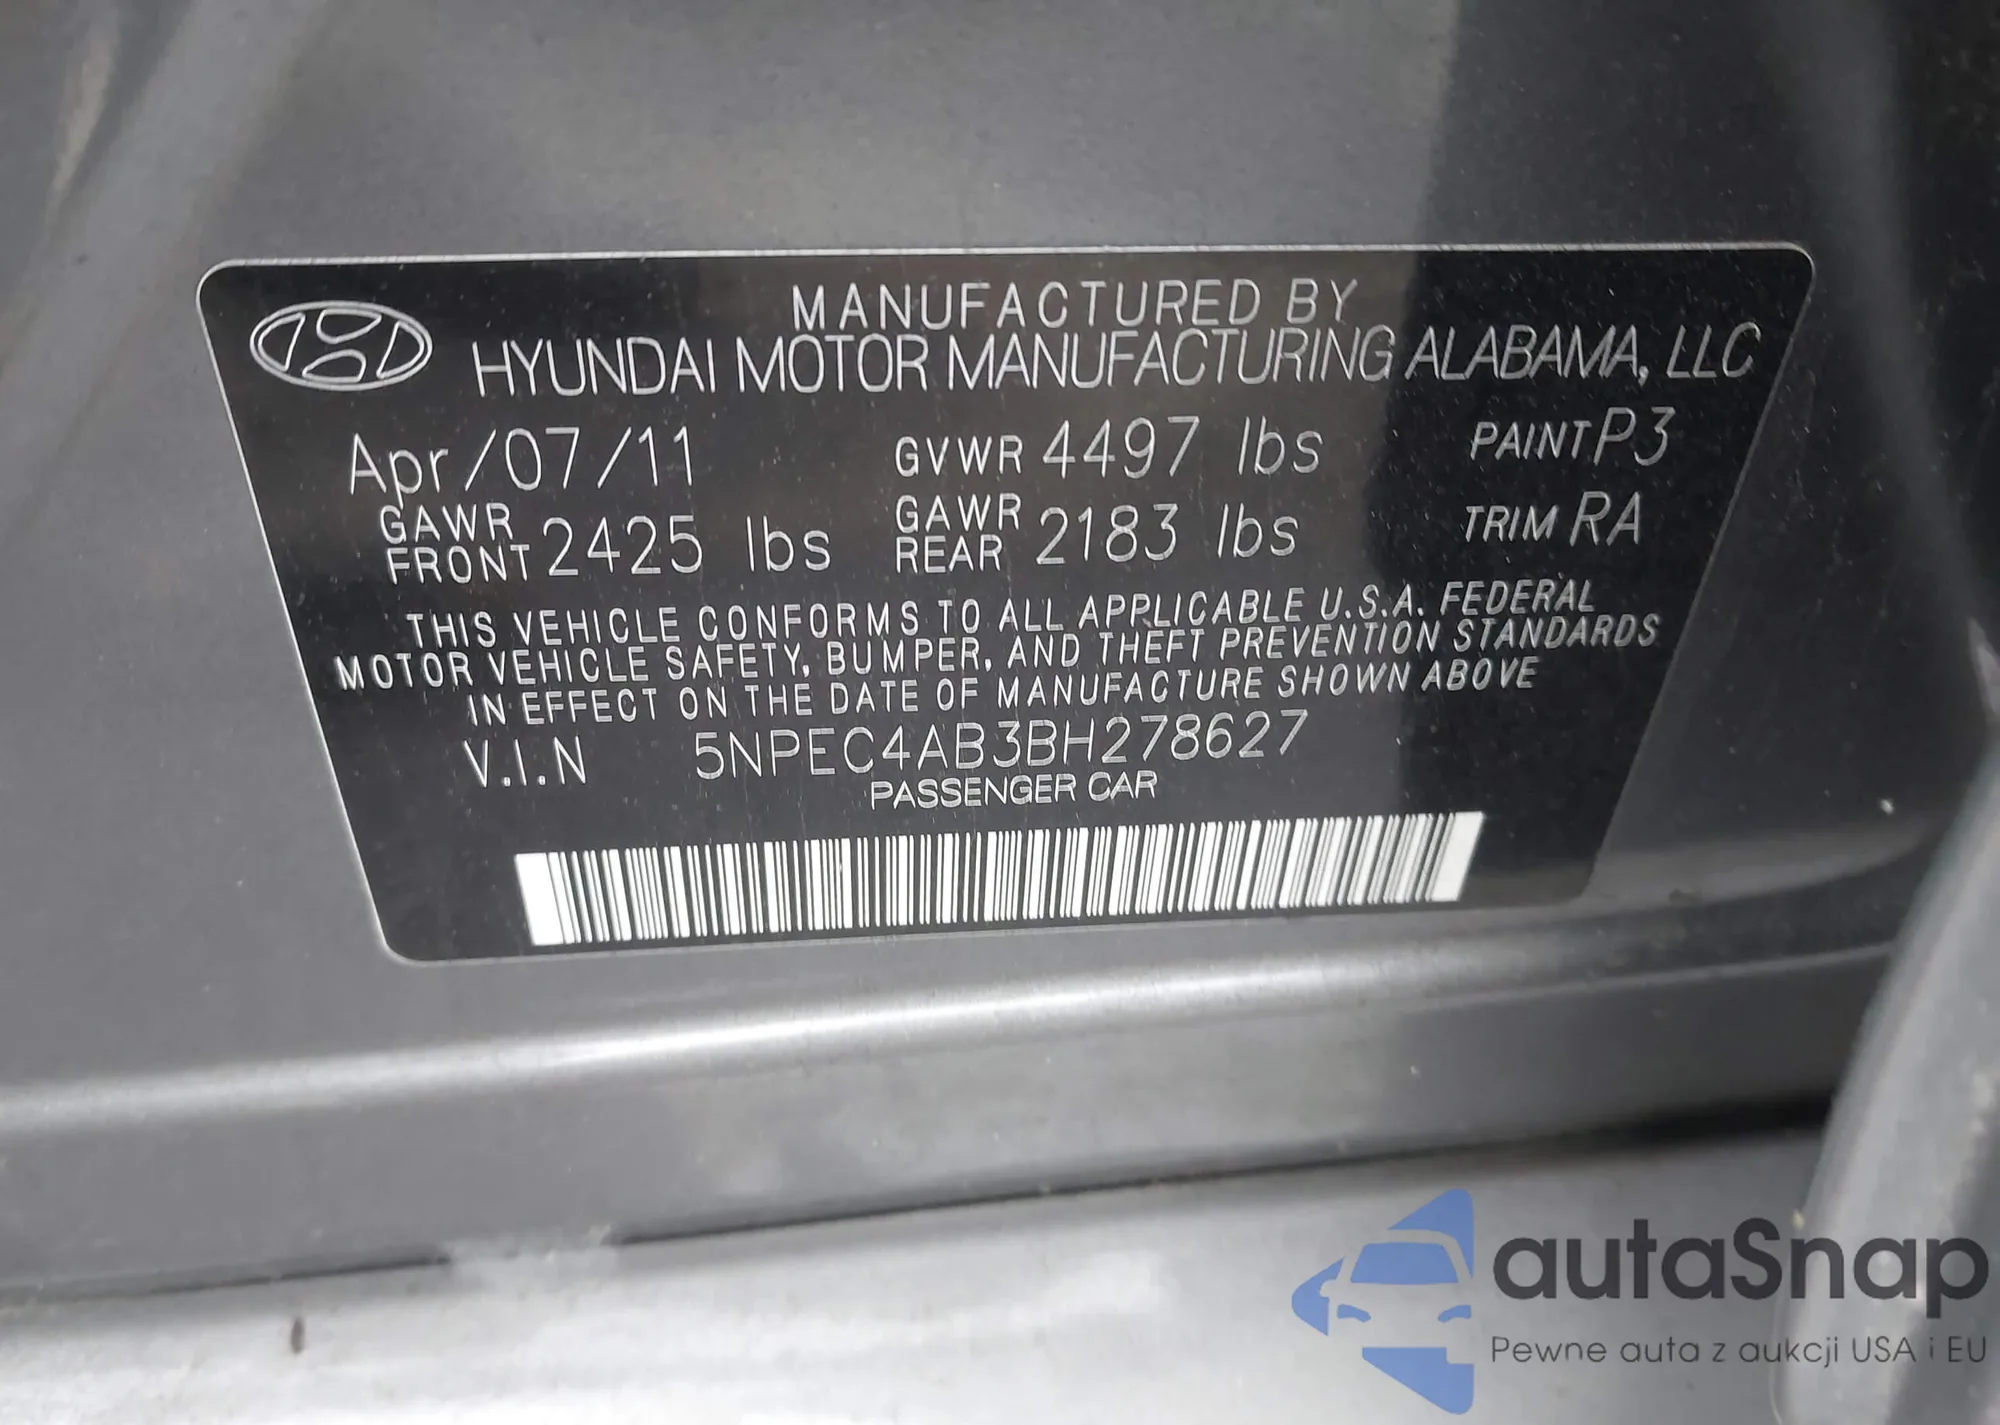 MANUFACTURED BY
HYUNDAI MOTOR MANUFACTURING ALABAMA, LLC
Apr/07/11 GVWR 4497 lbs PAINT P3
GAWR FRONT 2425 lbs GAWR REAR 2183 lbs TRIM RA
THIS VEHICLE CONFORMS TO ALL APPLICABLE U.S.A. FEDERAL
MOTOR VEHICLE SAFETY, BUMPER, AND THEFT PREVENTION STANDARDS
IN EFFECT ON THE DATE OF MANUFACTURE SHOWN ABOVE
V.I.N 5NPEC4AB3BH278627
PASSENGER CAR
autaSnap
Pewne auta z aukcji USA i EU